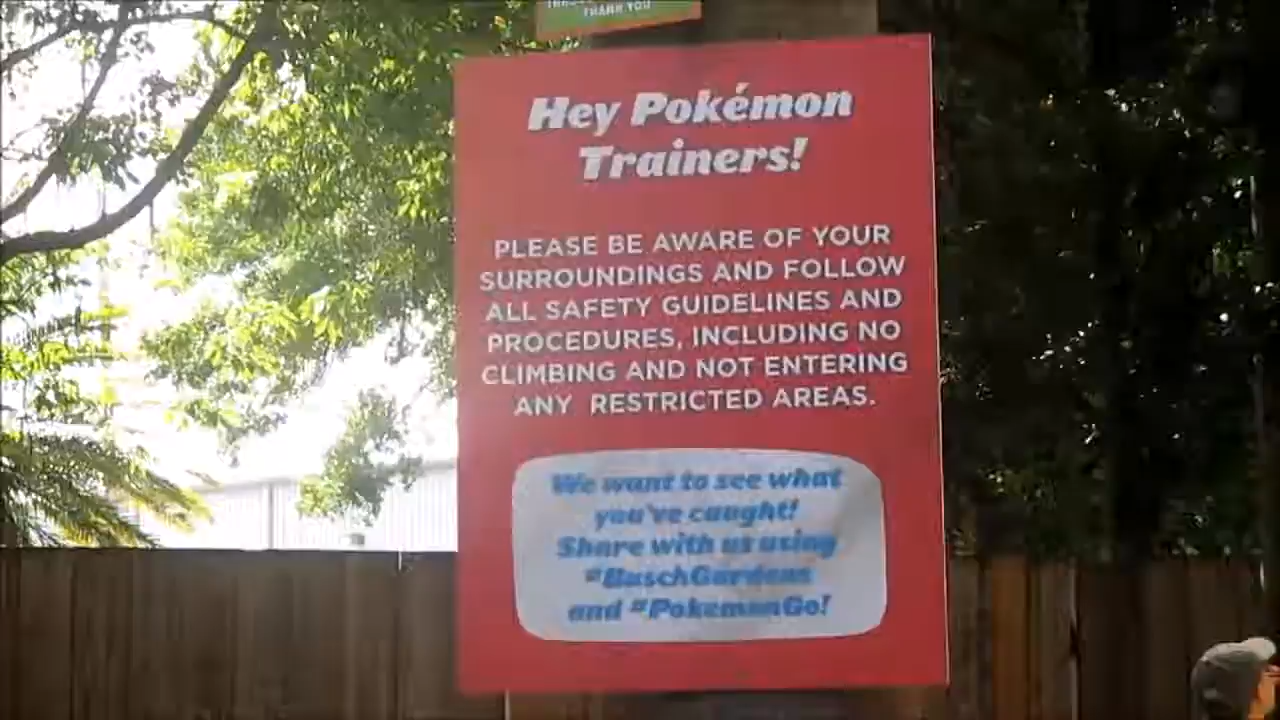 THANK YOU
Hey Pokémon
Trainers!
PLEASE BE AWARE OF YOUR
SURROUNDINGS AND FOLLOW
ALL SAFETY GUIDELINES AND
PROCEDURES, INCLUDING NO
CLIMBING AND NOT ENTERING
ANY RESTRICTED AREAS.
We want to see what
you've caught!
Share with us using
#BuschGardens
and #PokemonGo!